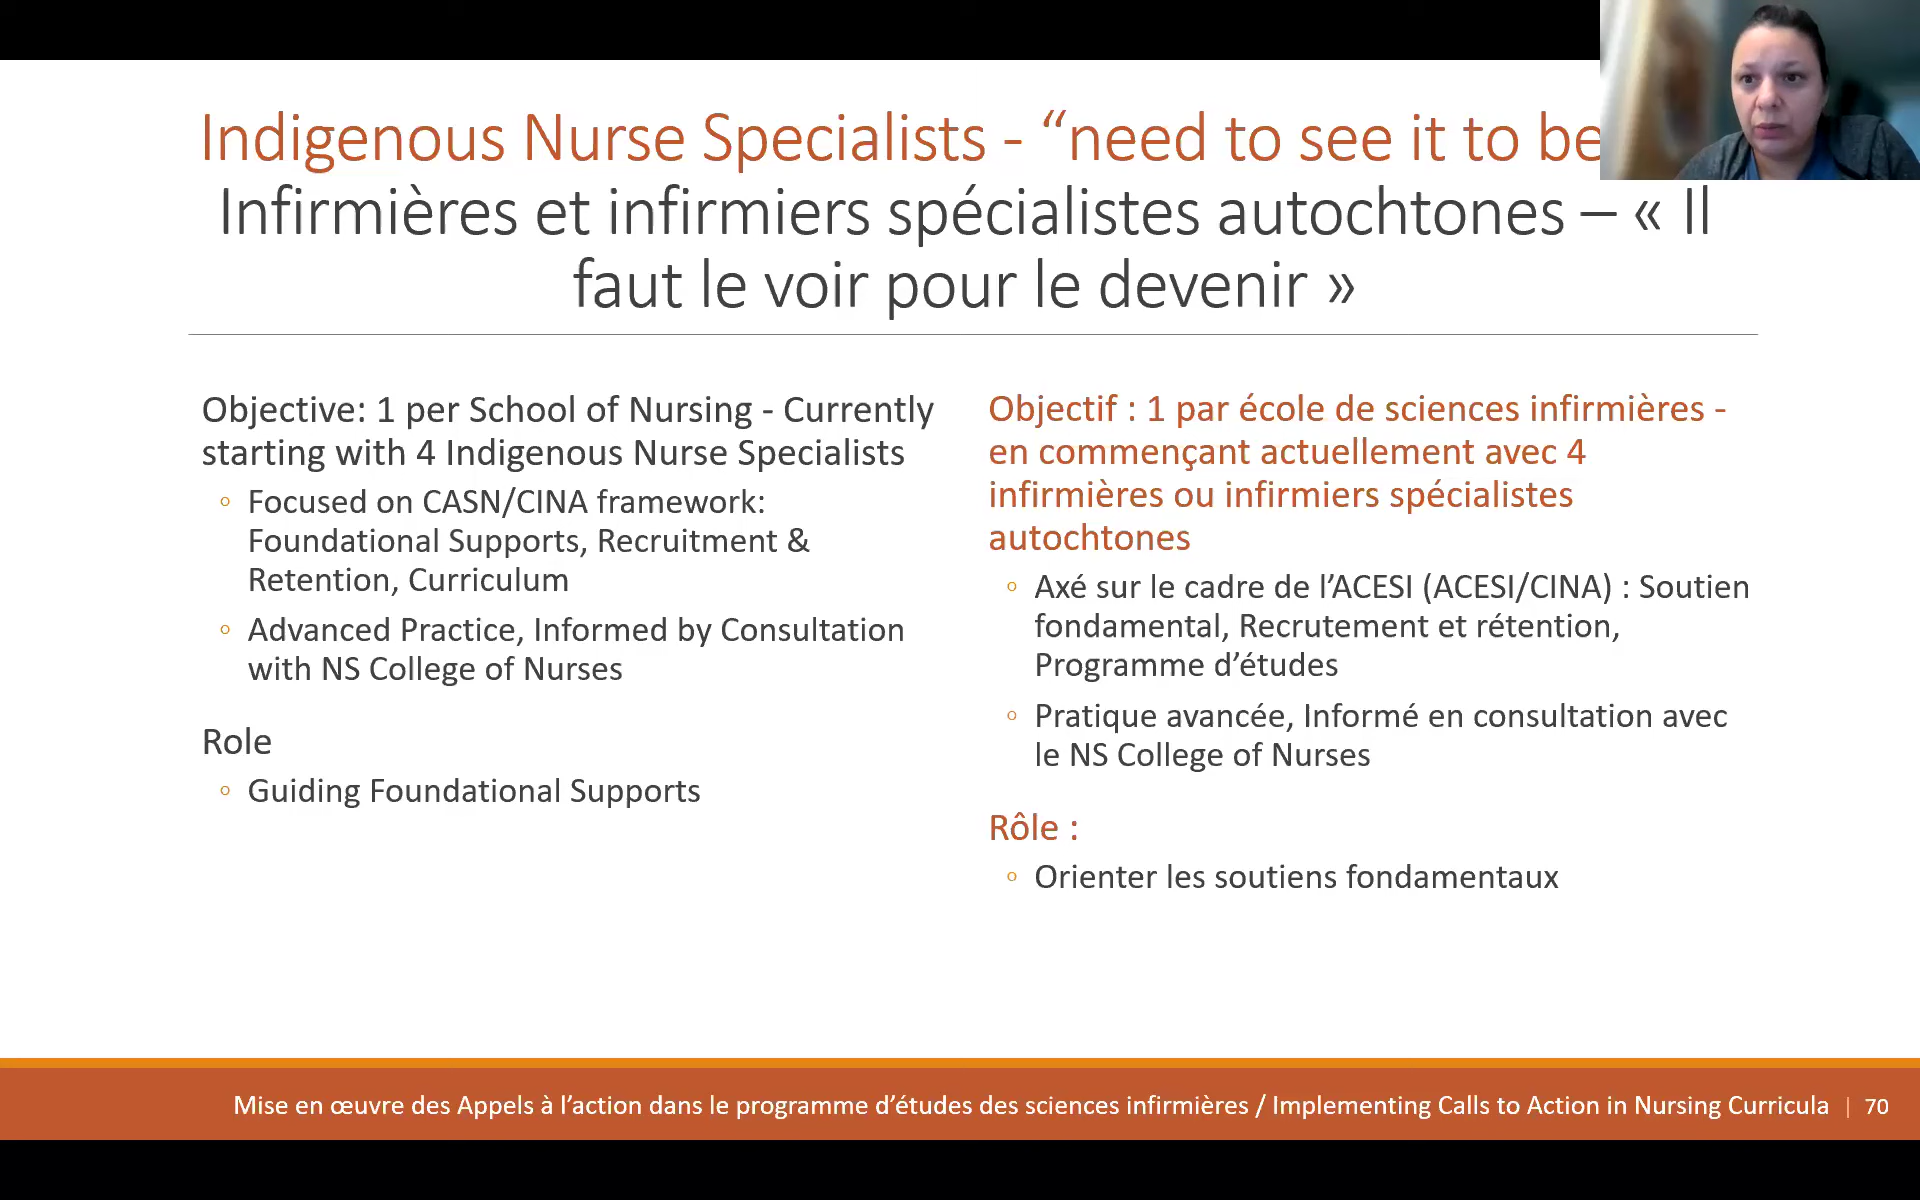 Indigenous Nurse Specialists - “need to see it to be
Infirmières et infirmiers spécialistes autochtones – « Il
faut le voir pour le devenir »
Objective: 1 per School of Nursing - Currently
starting with 4 Indigenous Nurse Specialists
◦ Focused on CASN/CINA framework:
Foundational Supports, Recruitment &
Retention, Curriculum
◦ Advanced Practice, Informed by Consultation
with NS College of Nurses
Role
◦ Guiding Foundational Supports
Objectif : 1 par école de sciences infirmières -
en commençant actuellement avec 4
infirmières ou infirmiers spécialistes
autochtones
◦ Axé sur le cadre de l’ACESI (ACESI/CINA) : Soutien
fondamental, Recrutement et rétention,
Programme d’études
◦ Pratique avancée, Informé en consultation avec
le NS College of Nurses
Rôle :
◦ Orienter les soutiens fondamentaux
Mise en œuvre des Appels à l’action dans le programme d’études des sciences infirmières / Implementing Calls to Action in Nursing Curricula | 70